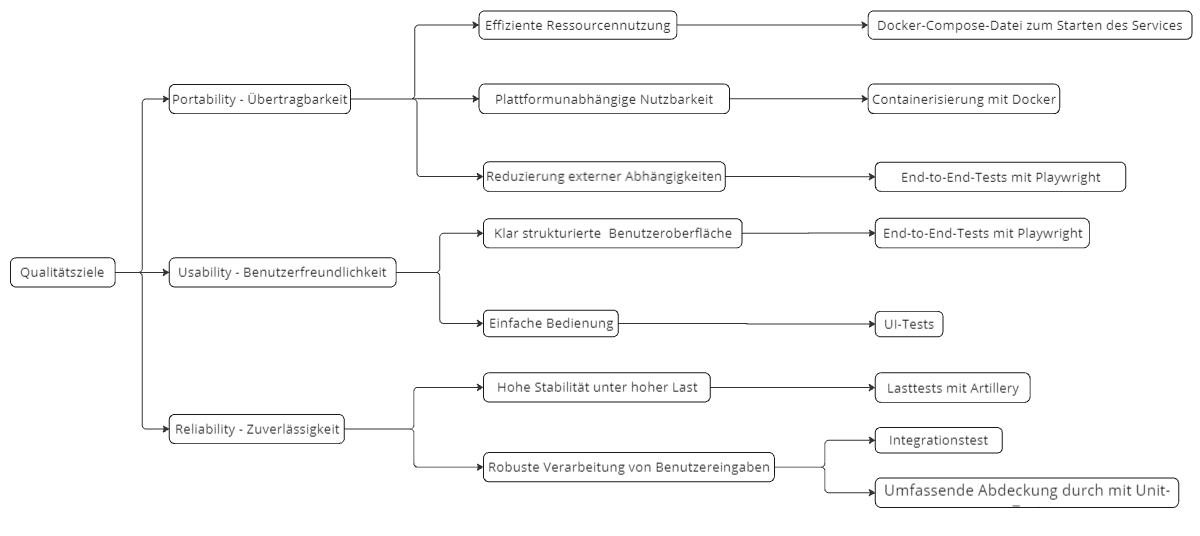 Effiziente Ressourcennutzung
Docker-Compose-Datei zum Starten des Services
Portability - Übertragbarkeit
Plattformunabhängige Nutzbarkeit
Containerisierung mit Docker
Reduzierung externer Abhängigkeiten
End-to-End-Tests mit Playwright
Klar strukturierte Benutzeroberfläche
End-to-End-Tests mit Playwright
Qualitätsziele
Usability - Benutzerfreundlichkeit
Einfache Bedienung
UI-Tests
Hohe Stabilität unter hoher Last
Lasttests mit Artillery
Reliability - Zuverlässigkeit
Integrationstest
Robuste Verarbeitung von Benutzereingaben
Umfassende Abdeckung durch mit Unit-